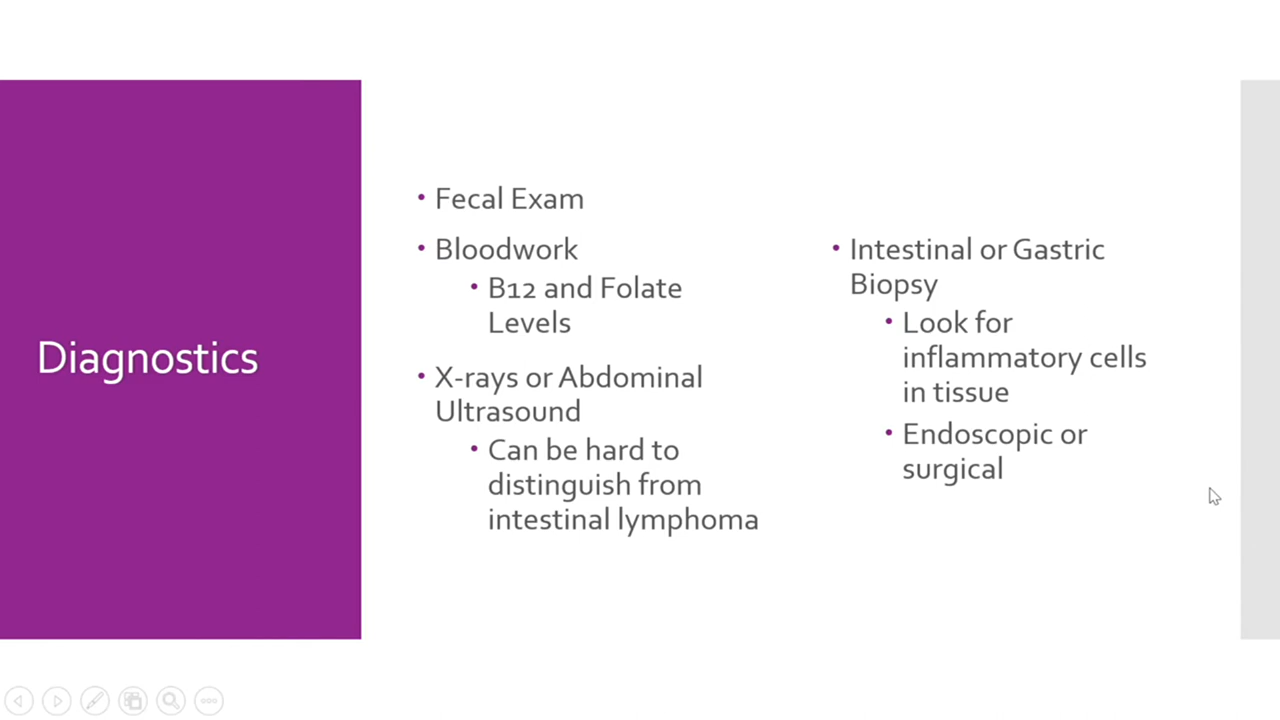 Diagnostics
• Fecal Exam
• Bloodwork
• B12 and Folate
Levels
• X-rays or Abdominal
Ultrasound
• Can be hard to
distinguish from
intestinal lymphoma
• Intestinal or Gastric
Biopsy
• Look for
inflammatory cells
in tissue
• Endoscopic or
surgical